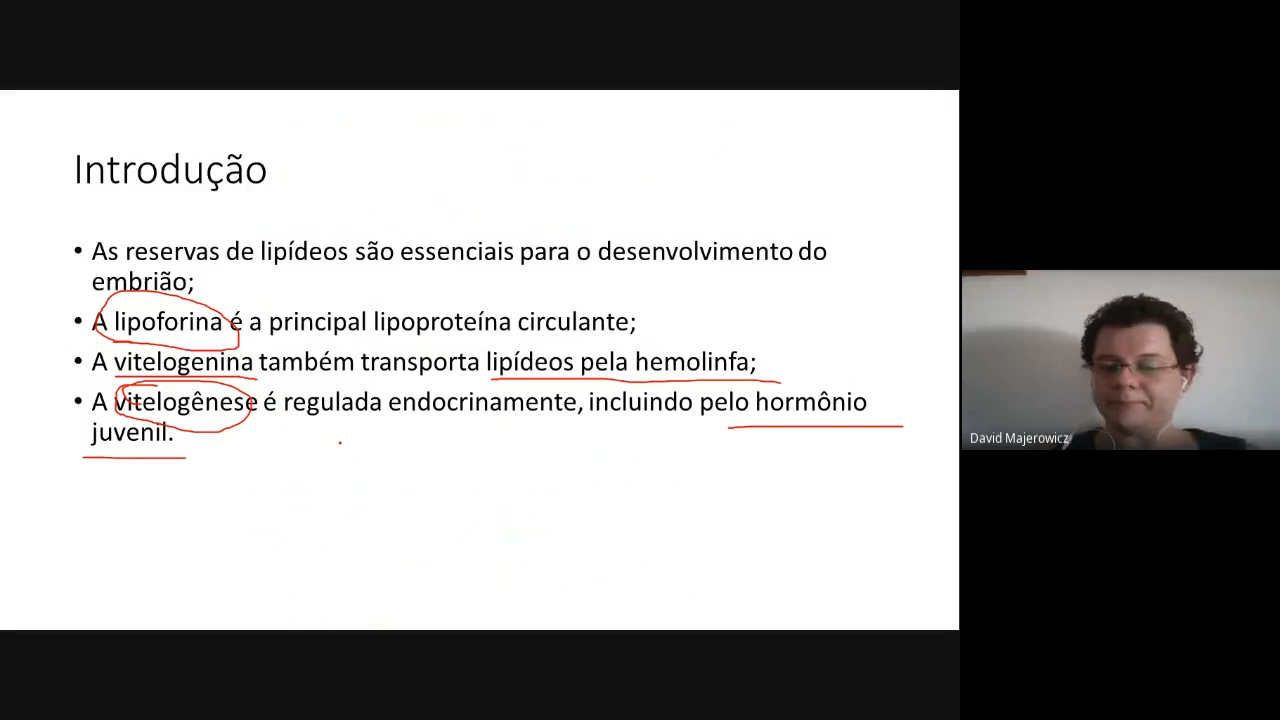 Introdução
• As reservas de lipídeos são essenciais para o desenvolvimento do
embrião;
• A lipoforina é a principal lipoproteína circulante;
• A vitelogenina também transporta lipídeos pela hemolinfa;
• A vitelogênese é regulada endocrinamente, incluindo pelo hormônio
juvenil.
David Majerowicz